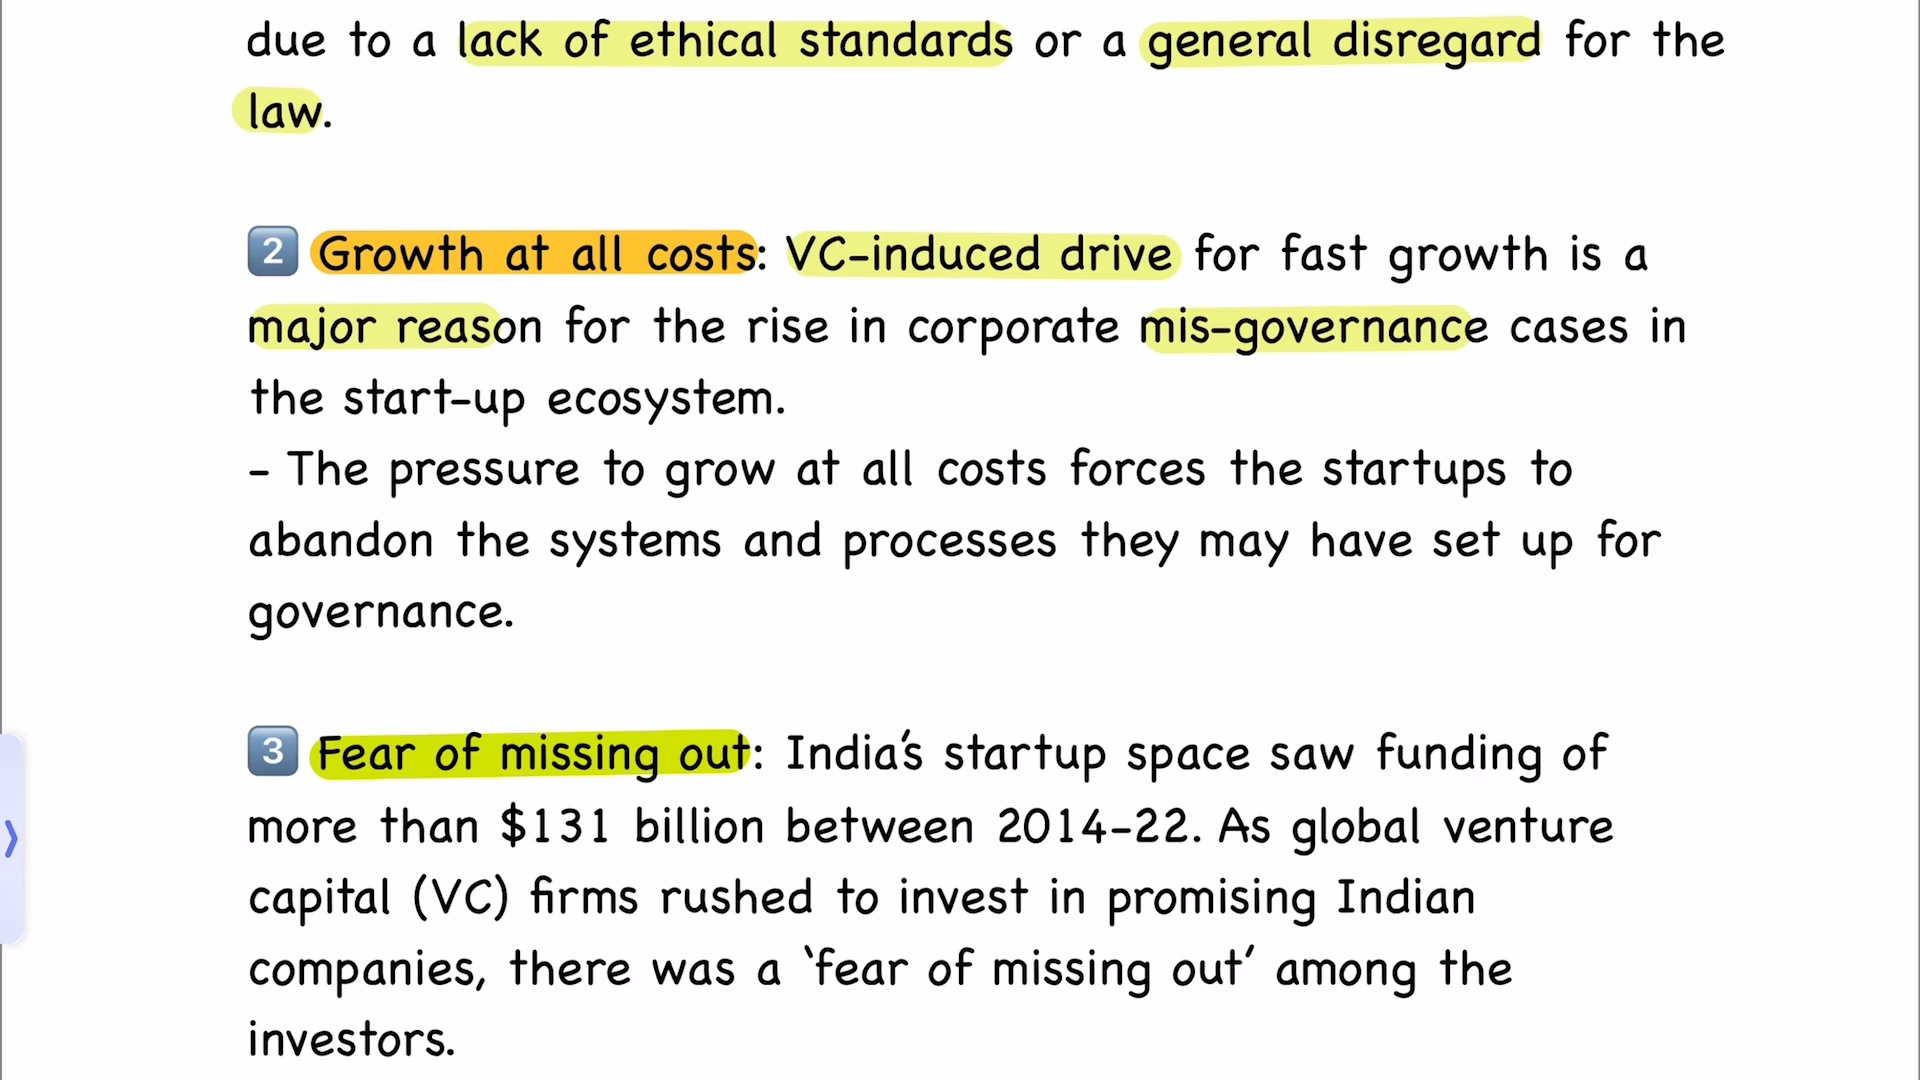 due to a lack of ethical standards or a general disregard for the
law.
2 Growth at all costs: VC-induced drive for fast growth is a
major reason for the rise in corporate mis-governance cases in
the start-up ecosystem.
- The pressure to grow at all costs forces the startups to
abandon the systems and processes they may have set up for
governance.
3 Fear of missing out: India's startup space saw funding of
more than $131 billion between 2014-22. As global venture
capital (VC) firms rushed to invest in promising Indian
companies, there was a ‵fear of missing out′ among the
investors.